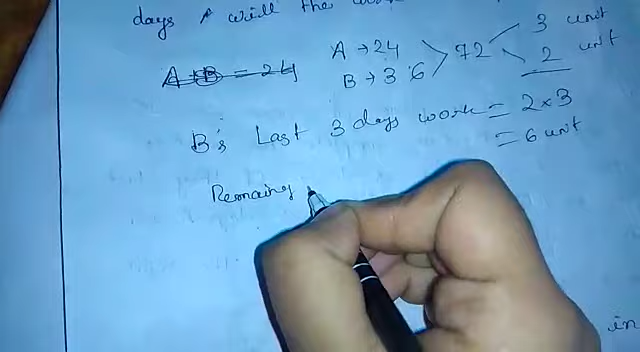 days A will the
A + B = 24
A → 24 72 3 unit
B → 36 2 unit
B's Last 3 days work = 2×3
= 6 unit
Remaing
in